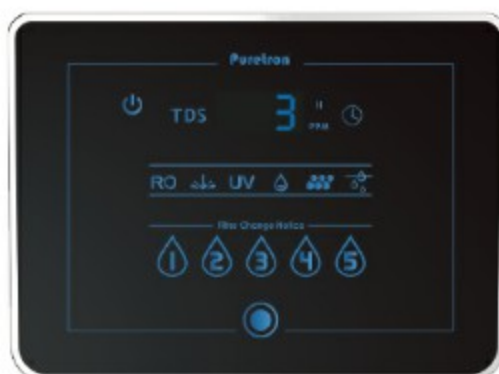 Puretron
TDS 3 H
PPM
RO UV
Filter Change Notice
1 2 3 4 5